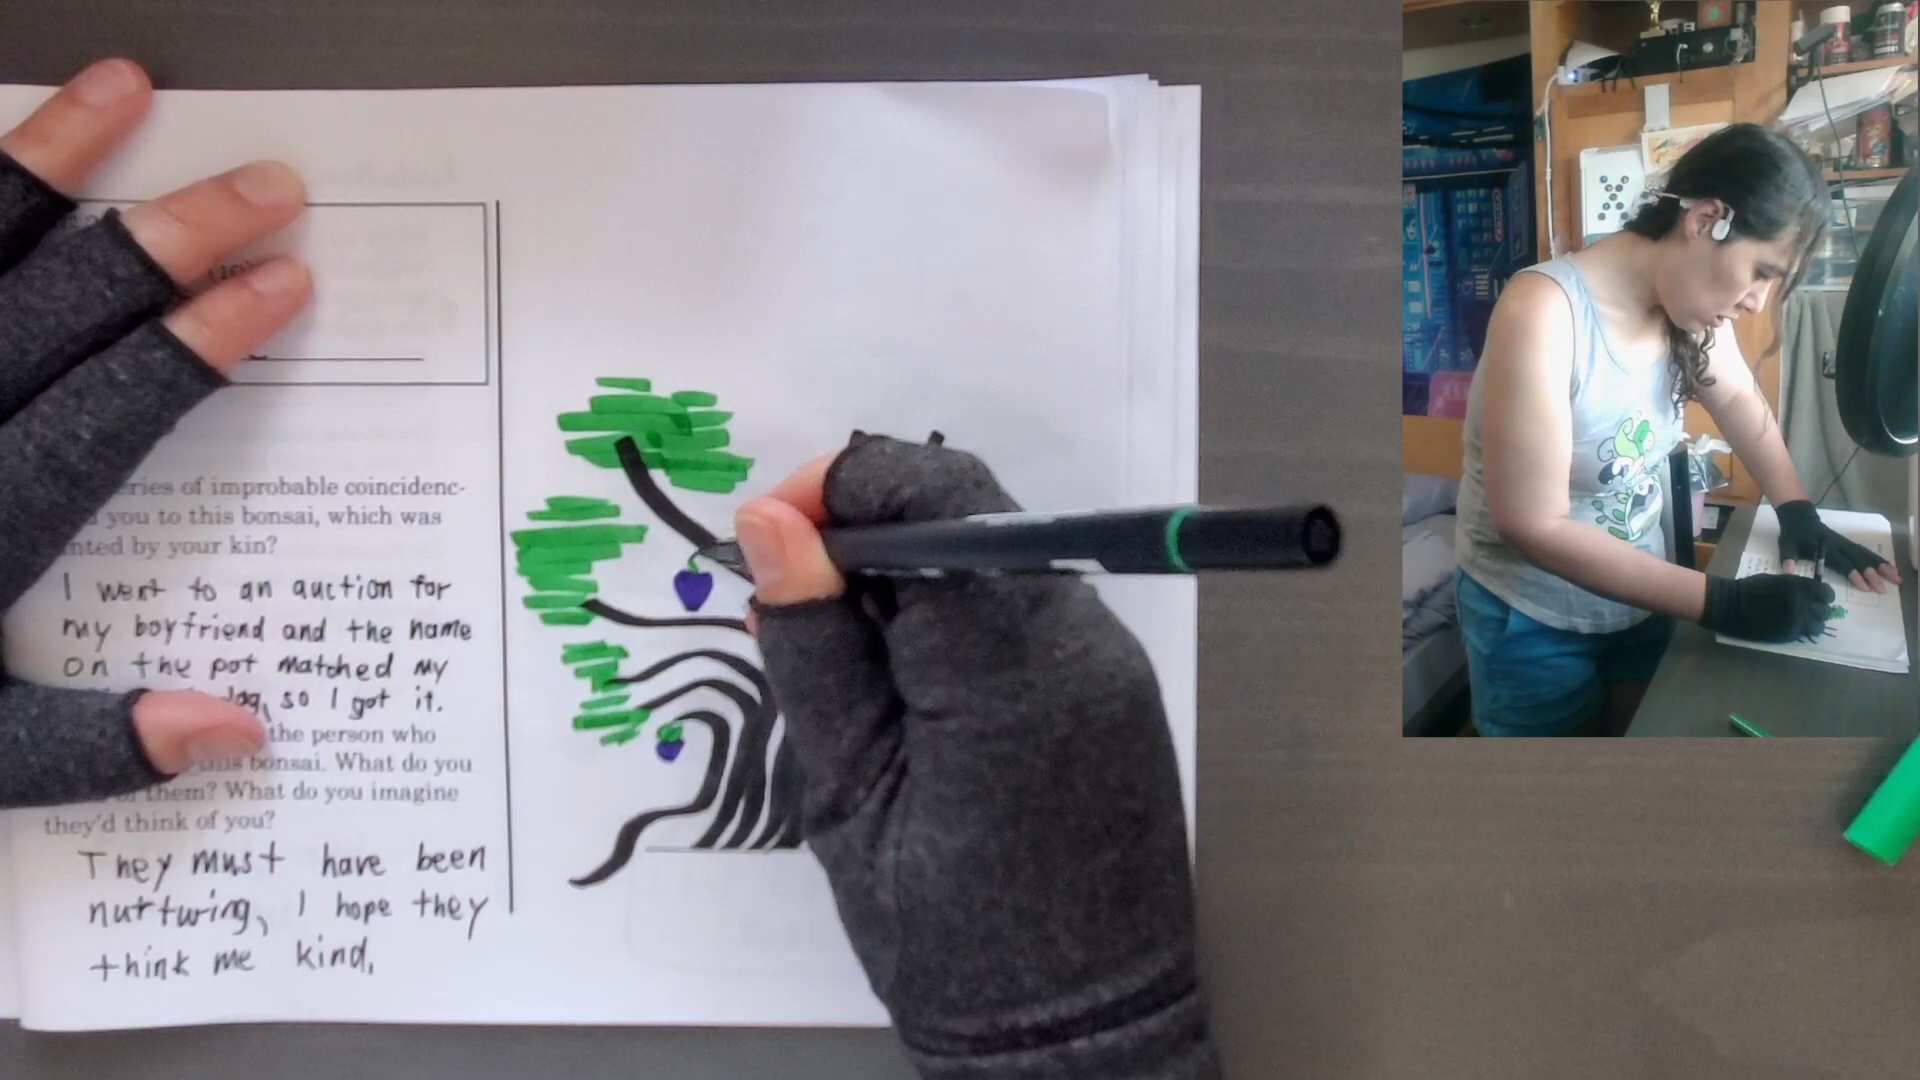 eries of improbable coincidenc-
you to this bonsai, which was
nted by your kin?
I went to an auction for
my boyfriend and the name
on the pot matched my
dog, so I got it.
the person who
this bonsai. What do you
of them? What do you imagine
they'd think of you?
They must have been
nurturing, I hope they
think me kind,